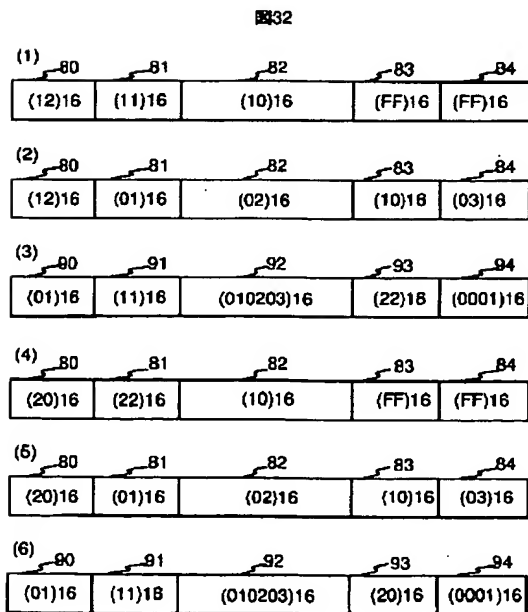 図32
(1)
80 81 82 83 84
(12)16 (11)16 (10)16 (FF)16 (FF)16
(2)
80 81 82 83 84
(12)16 (01)16 (02)16 (10)16 (03)16
(3)
90 91 92 93 94
(01)16 (11)16 (010203)16 (22)16 (0001)16
(4)
80 81 82 83 84
(20)16 (22)16 (10)16 (FF)16 (FF)16
(5)
80 81 82 83 84
(20)16 (01)16 (02)16 (10)16 (03)16
(6)
90 91 92 93 94
(01)16 (11)16 (010203)16 (20)16 (0001)16